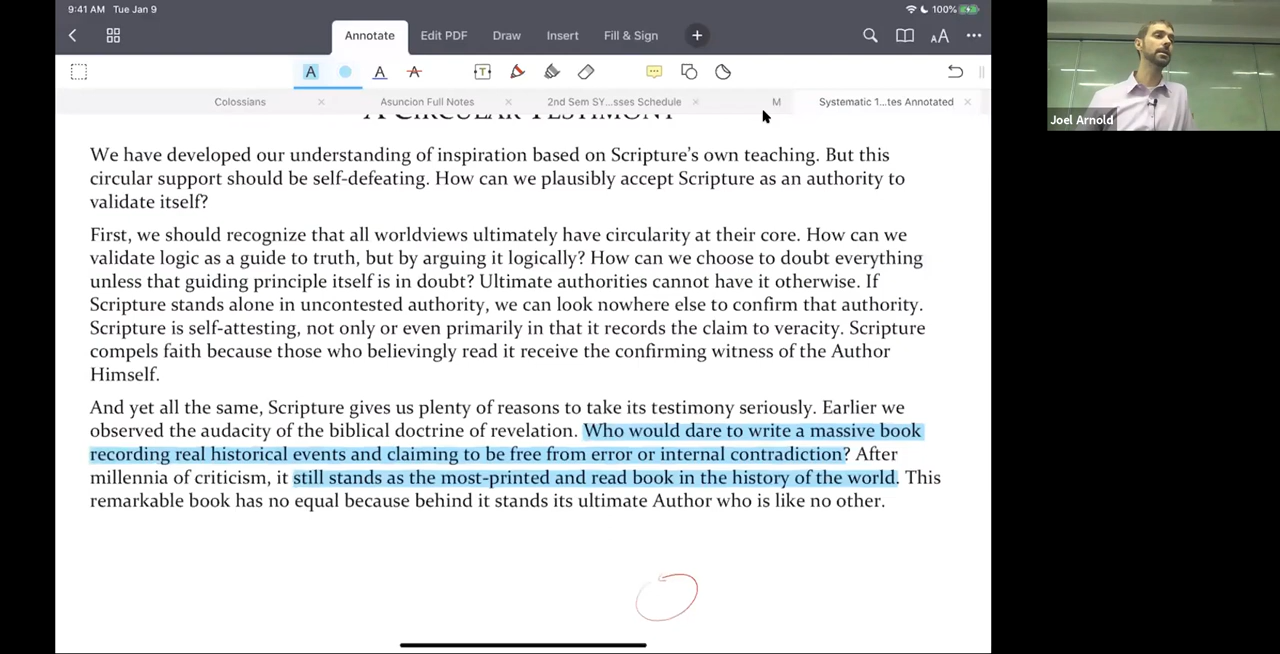 9:41 AM Tue Jan 9
100%
Annotate Edit PDF Draw Insert Fill & Sign
Colossians × Asuncion Full Notes × 2nd Sem SY...sses Schedule × M Systematic 1...tes Annotated ×
A CIRCULAR TESTIMONY
We have developed our understanding of inspiration based on Scripture's own teaching. But this
circular support should be self-defeating. How can we plausibly accept Scripture as an authority to
validate itself?
First, we should recognize that all worldviews ultimately have circularity at their core. How can we
validate logic as a guide to truth, but by arguing it logically? How can we choose to doubt everything
unless that guiding principle itself is in doubt? Ultimate authorities cannot have it otherwise. If
Scripture stands alone in uncontested authority, we can look nowhere else to confirm that authority.
Scripture is self-attesting, not only or even primarily in that it records the claim to veracity. Scripture
compels faith because those who believingly read it receive the confirming witness of the Author
Himself.
And yet all the same, Scripture gives us plenty of reasons to take its testimony seriously. Earlier we
observed the audacity of the biblical doctrine of revelation. Who would dare to write a massive book
recording real historical events and claiming to be free from error or internal contradiction? After
millennia of criticism, it still stands as the most-printed and read book in the history of the world. This
remarkable book has no equal because behind it stands its ultimate Author who is like no other.
Joel Arnold